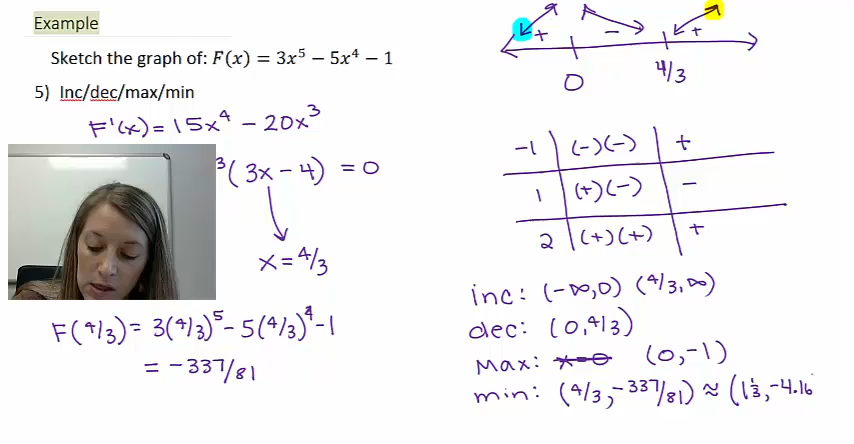 Example
Sketch the graph of: F(x) = 3x⁵ − 5x⁴ − 1
5) Inc/dec/max/min
F'(x) = 15x⁴ − 20x³
³(3x − 4) = 0
x = 4/3
F(4/3) = 3(4/3)⁵ − 5(4/3)⁴ − 1
= −337/81
+ − +
0 4/3
−1 (−)(−) +
1 (+)(−) −
2 (+)(+) +
inc: (−∞,0) (4/3,∞)
dec: (0,4/3)
Max: x=0 (0,−1)
min: (4/3, −337/81) ≈ (1⅓, −4.16